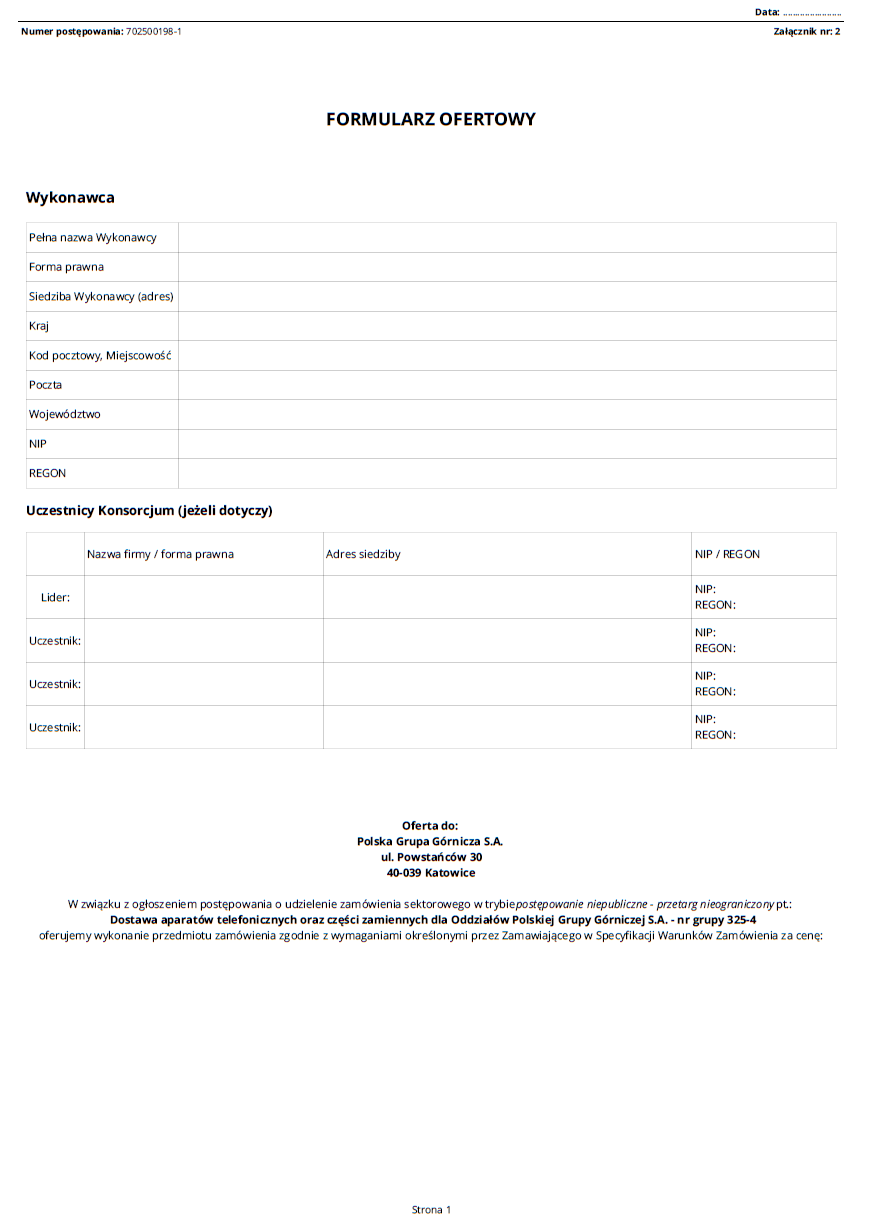 Data: ........................
Numer postępowania: 702500198-1 Załącznik nr: 2
FORMULARZ OFERTOWY
Wykonawca
Pełna nazwa Wykonawcy
Forma prawna
Siedziba Wykonawcy (adres)
Kraj
Kod pocztowy, Miejscowość
Poczta
Województwo
NIP
REGON
Uczestnicy Konsorcjum (jeżeli dotyczy)
Nazwa firmy / forma prawna Adres siedziby NIP / REGON
Lider: NIP:
REGON:
Uczestnik: NIP:
REGON:
Uczestnik: NIP:
REGON:
Uczestnik: NIP:
REGON:
Oferta do:
Polska Grupa Górnicza S.A.
ul. Powstańców 30
40-039 Katowice
W związku z ogłoszeniem postępowania o udzielenie zamówienia sektorowego w trybiepostępowanie niepubliczne - przetarg nieograniczony pt.:
Dostawa aparatów telefonicznych oraz części zamiennych dla Oddziałów Polskiej Grupy Górniczej S.A. - nr grupy 325-4
oferujemy wykonanie przedmiotu zamówienia zgodnie z wymaganiami określonymi przez Zamawiającego w Specyfikacji Warunków Zamówienia za cenę:
Strona 1